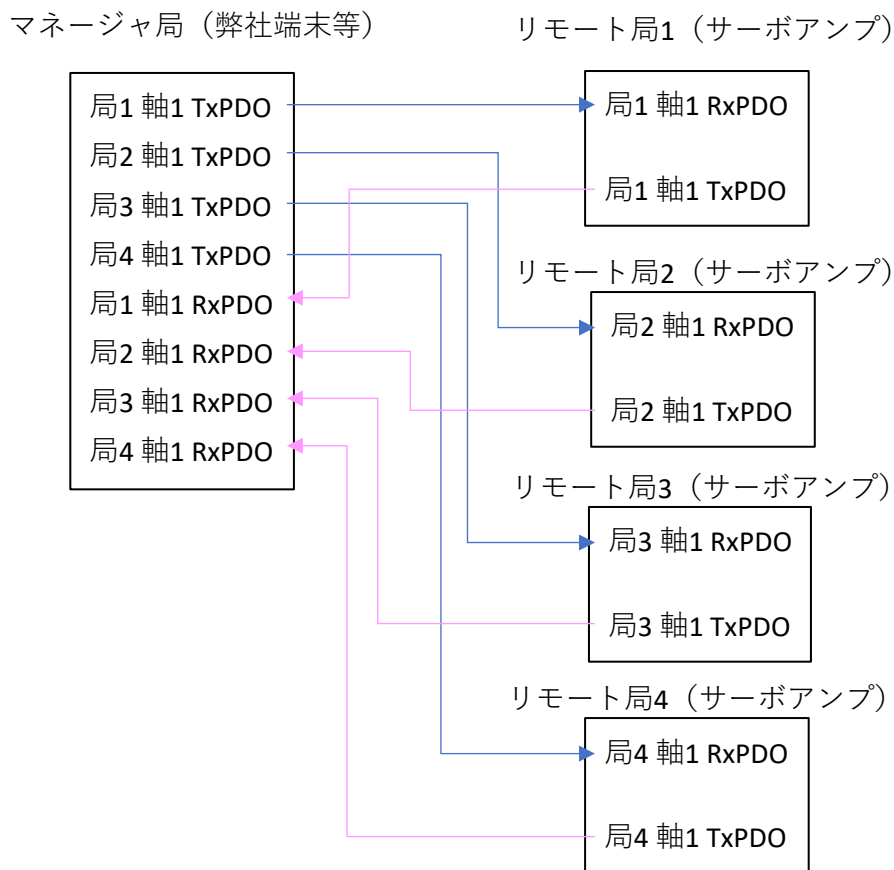 マネージャ局（弊社端末等）
局1 軸1 TxPDO
局2 軸1 TxPDO
局3 軸1 TxPDO
局4 軸1 TxPDO
局1 軸1 RxPDO
局2 軸1 RxPDO
局3 軸1 RxPDO
局4 軸1 RxPDO
リモート局1（サーボアンプ）
局1 軸1 RxPDO
局1 軸1 TxPDO
リモート局2（サーボアンプ）
局2 軸1 RxPDO
局2 軸1 TxPDO
リモート局3（サーボアンプ）
局3 軸1 RxPDO
局3 軸1 TxPDO
リモート局4（サーボアンプ）
局4 軸1 RxPDO
局4 軸1 TxPDO